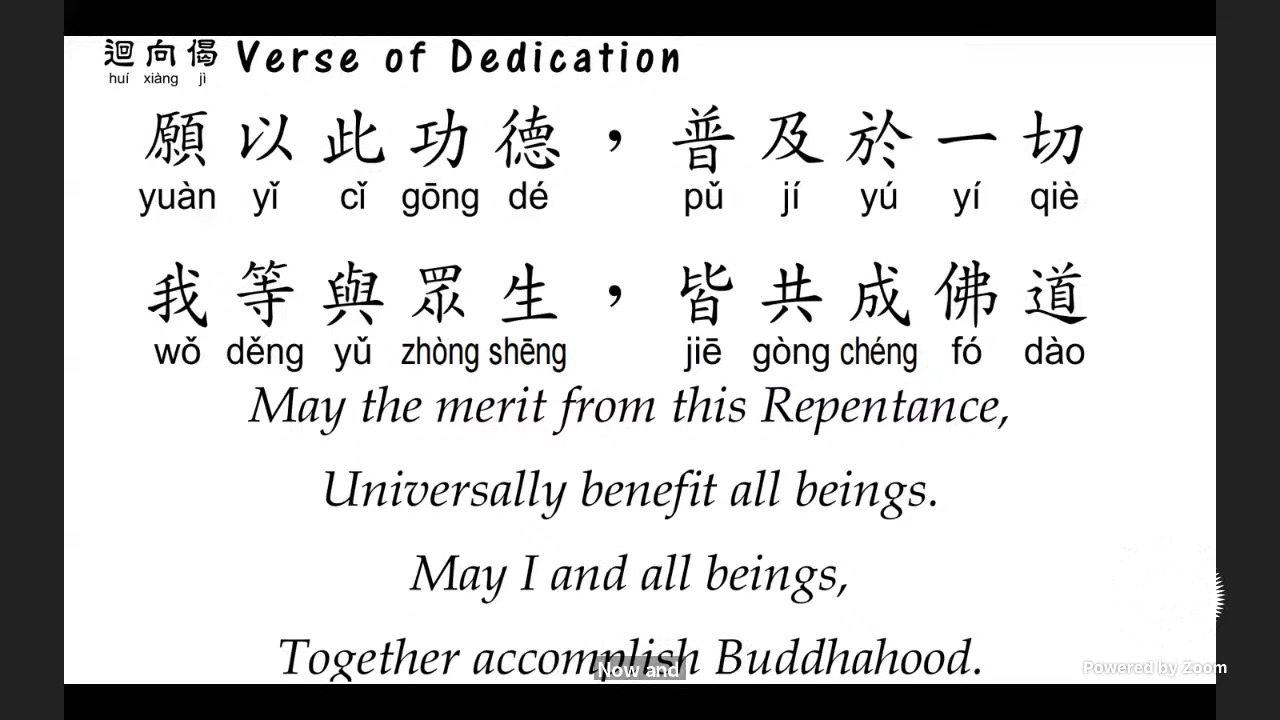 迴向偈 Verse of Dedication
huí xiàng jì
願以此功德，普及於一切
yuàn yǐ cǐ gōng dé pǔ jí yú yí qiè
我等與眾生，皆共成佛道
wǒ děng yǔ zhòng shēng jiē gòng chéng fó dào
May the merit from this Repentance,
Universally benefit all beings.
May I and all beings,
Together accomplish Buddhahood.
Now and
Powered by Zoom